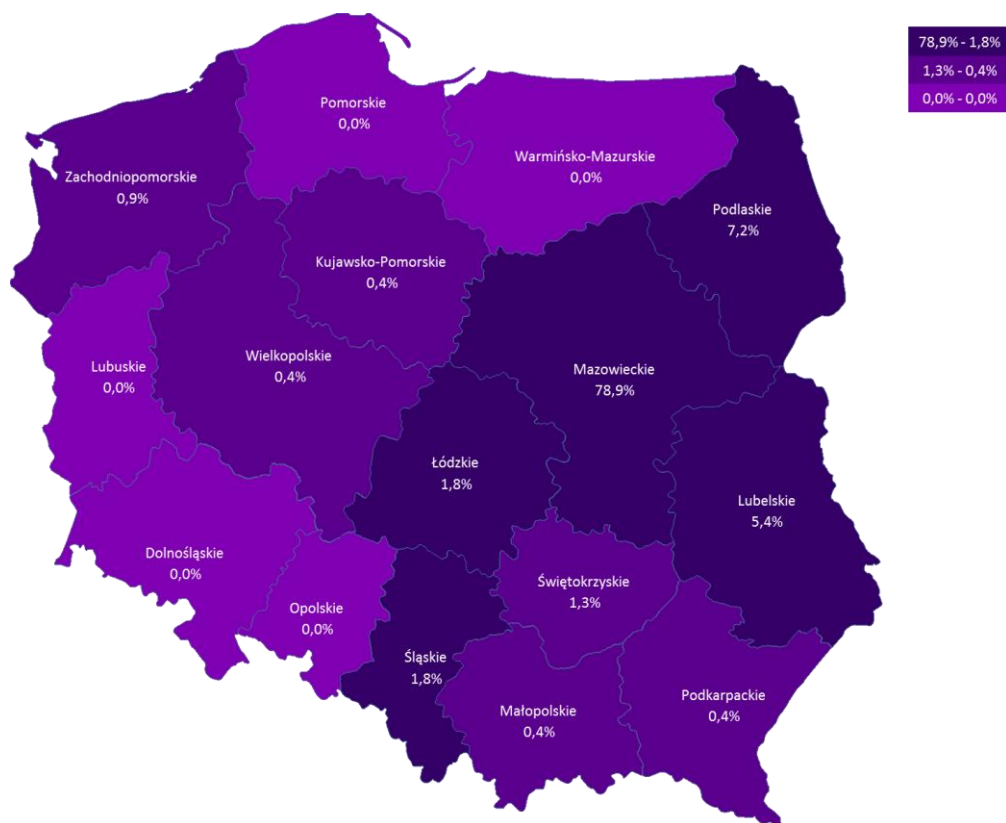 78,9% - 1,8%
1,3% - 0,4%
0,0% - 0,0%
Pomorskie
0,0%
Warmińsko-Mazurskie
0,0%
Zachodniopomorskie
0,9%
Podlaskie
7,2%
Kujawsko-Pomorskie
0,4%
Lubuskie
0,0%
Wielkopolskie
0,4%
Mazowieckie
78,9%
Łódzkie
1,8%
Lubelskie
5,4%
Dolnośląskie
0,0%
Opolskie
0,0%
Świętokrzyskie
1,3%
Śląskie
1,8%
Małopolskie
0,4%
Podkarpackie
0,4%